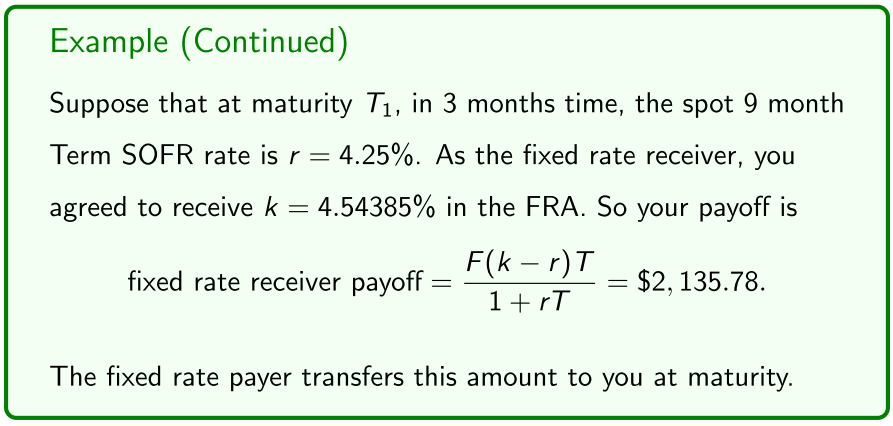 Example (Continued)
Suppose that at maturity T₁, in 3 months time, the spot 9 month
Term SOFR rate is r = 4.25%. As the fixed rate receiver, you
agreed to receive k = 4.54385% in the FRA. So your payoff is
fixed rate receiver payoff = F(k − r)T / 1 + rT = $2, 135.78.
The fixed rate payer transfers this amount to you at maturity.